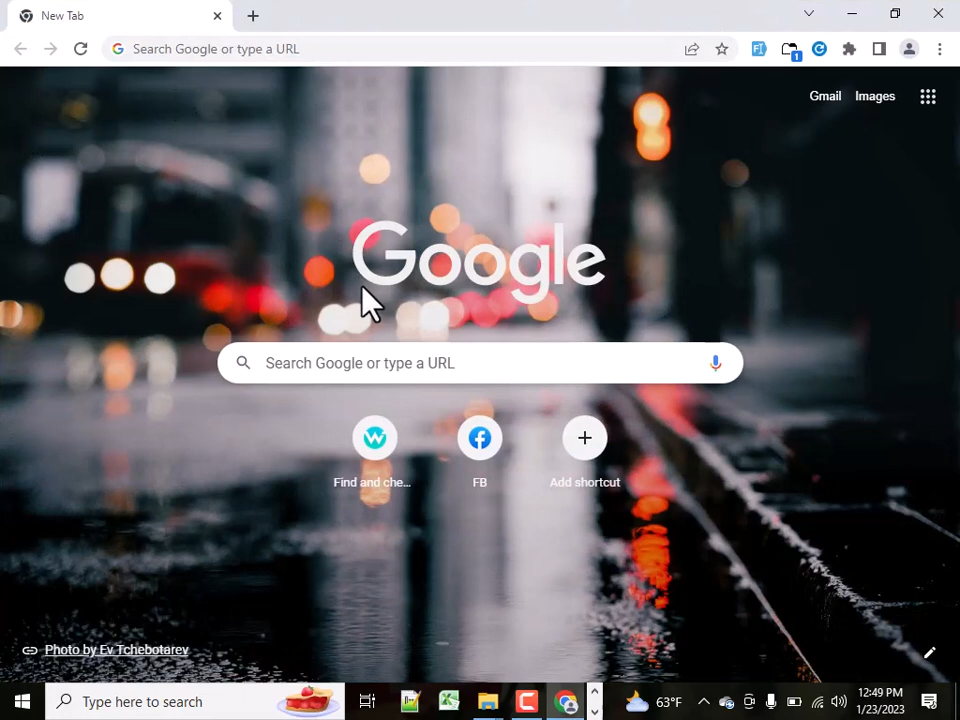 New Tab
Search Google or type a URL
1
Gmail Images
Google
Search Google or type a URL
Find and che...
FB
Add shortcut
Photo by Ev Tchebotarev
Type here to search
63°F
12:49 PM
1/23/2023